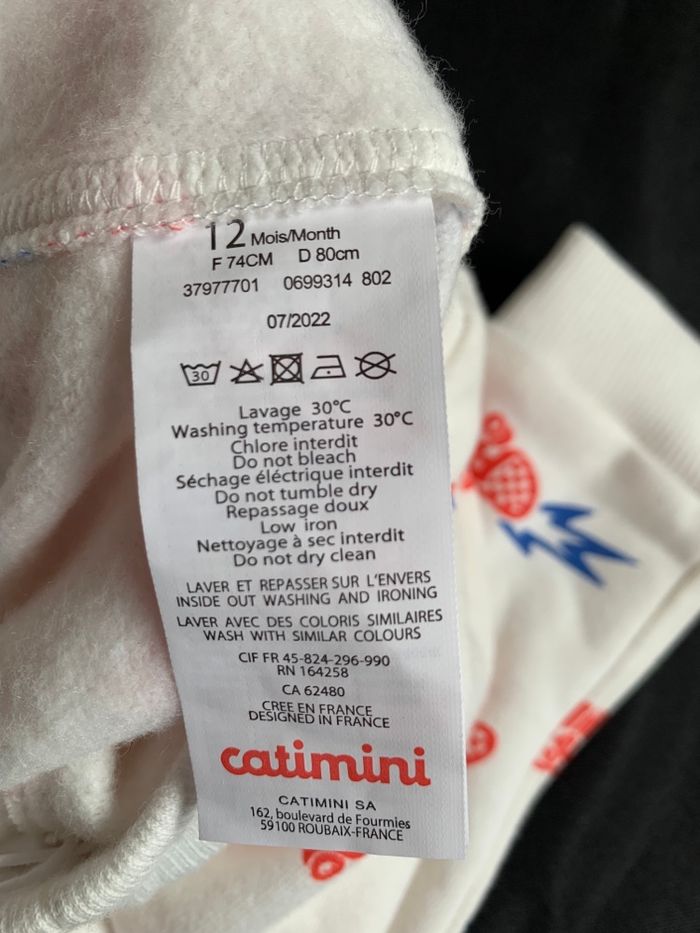 12 Mois/Month
F 74CM D 80cm
37977701 0699314 802
07/2022
30
Lavage 30°C
Washing temperature 30°C
Chlore interdit
Do not bleach
Séchage éléctrique interdit
Do not tumble dry
Repassage doux
Low iron
Nettoyage à sec interdit
Do not dry clean
LAVER ET REPASSER SUR L'ENVERS
INSIDE OUT WASHING AND IRONING
LAVER AVEC DES COLORIS SIMILAIRES
WASH WITH SIMILAR COLOURS
CIF FR 45-824-296-990
RN 164258
CA 62480
CREE EN FRANCE
DESIGNED IN FRANCE
catimini
CATIMINI SA
162, boulevard de Fourmies
59100 ROUBAIX-FRANCE